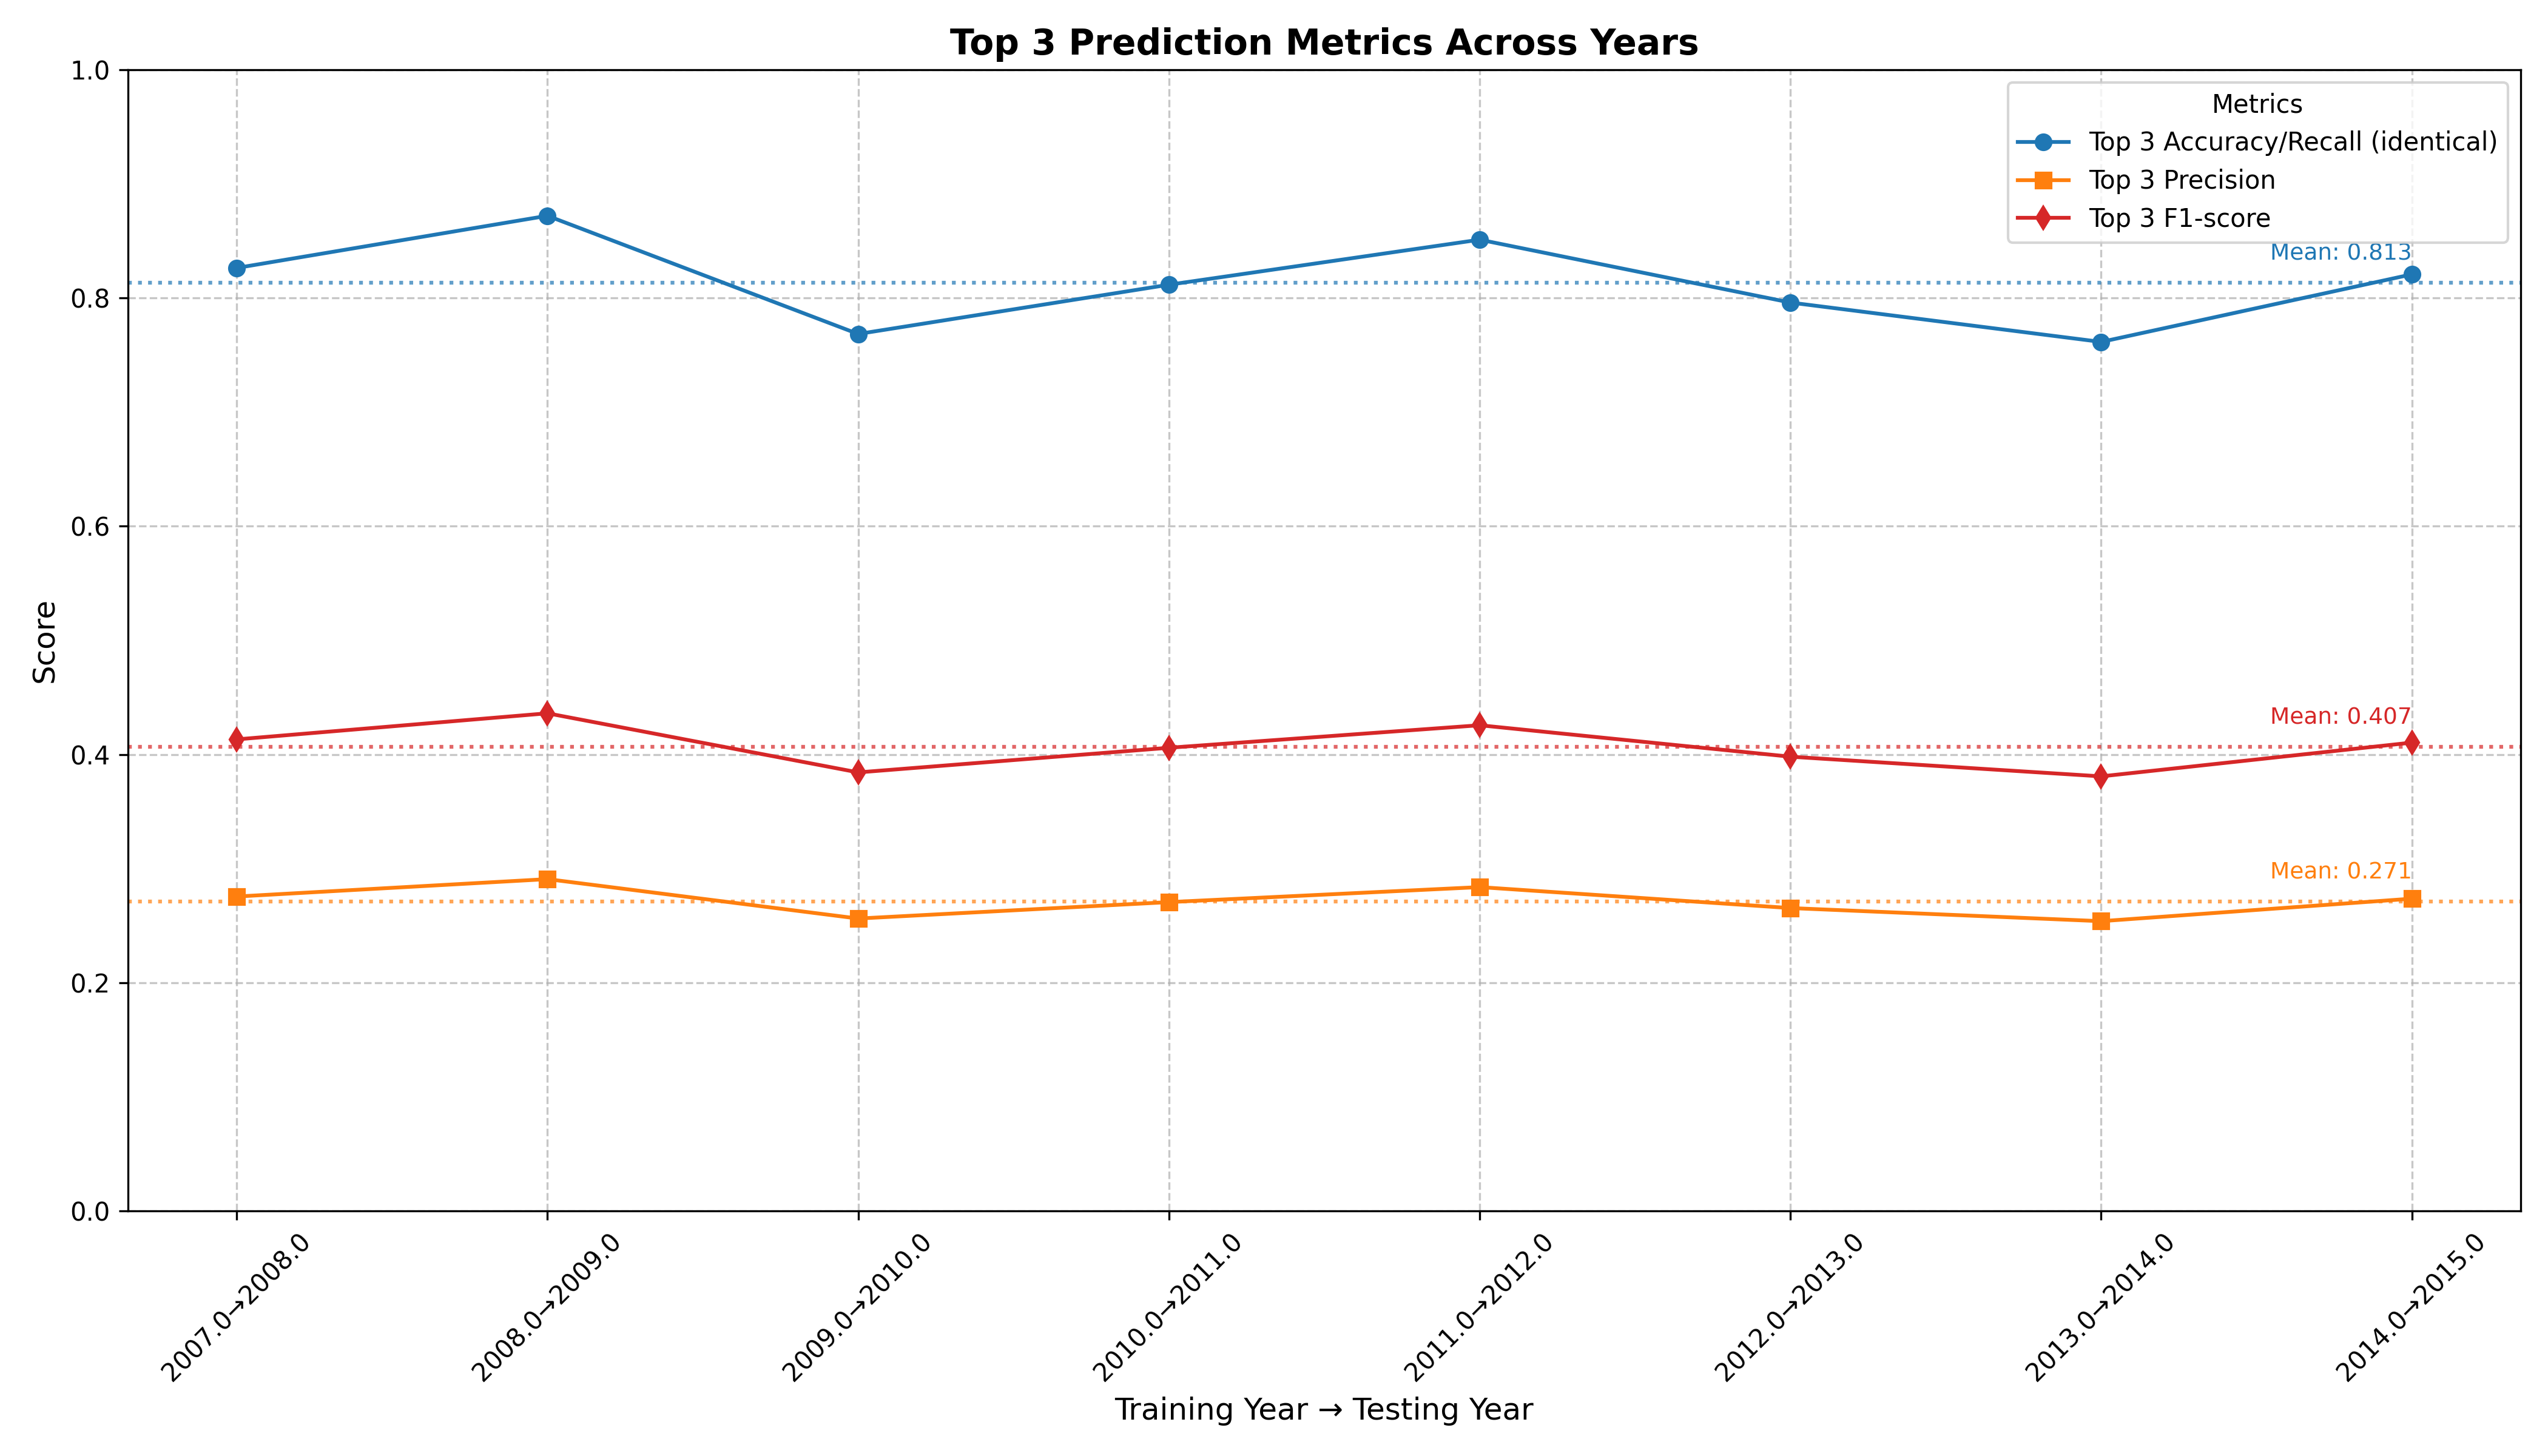 Top 3 Prediction Metrics Across Years
Metrics
Top 3 Accuracy/Recall (identical)
Top 3 Precision
Top 3 F1-score
Mean: 0.813
Mean: 0.407
Mean: 0.271
Score
1.0
0.8
0.6
0.4
0.2
0.0
2007.0→2008.0
2008.0→2009.0
2009.0→2010.0
2010.0→2011.0
2011.0→2012.0
2012.0→2013.0
2013.0→2014.0
2014.0→2015.0
Training Year → Testing Year